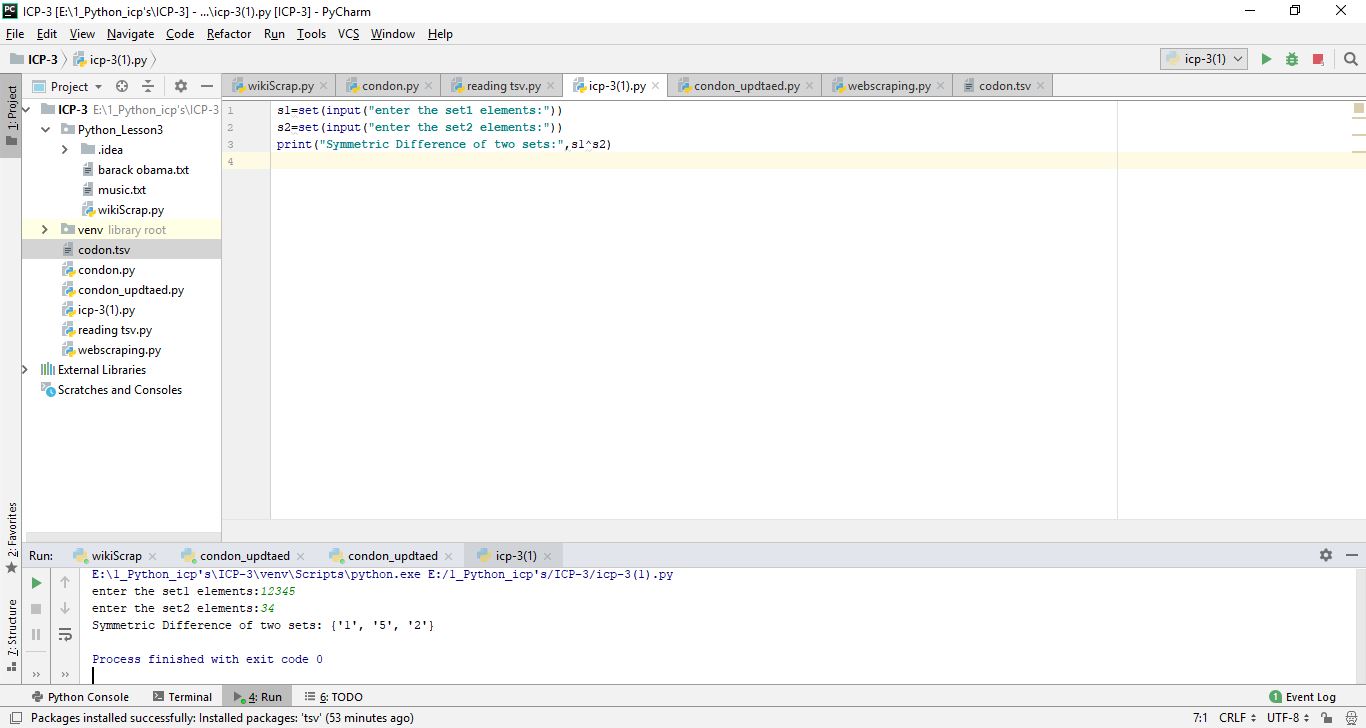 ICP-3 [E:\1_Python_icp's\ICP-3] - ...\icp-3(1).py [ICP-3] - PyCharm
File Edit View Navigate Code Refactor Run Tools VCS Window Help
ICP-3 icp-3(1).py icp-3(1)
1: Project
Project
wikiScrap.py condon.py reading tsv.py icp-3(1).py condon_updtaed.py webscraping.py codon.tsv
ICP-3 E:\1_Python_icp's\ICP-3
Python_Lesson3
.idea
barack obama.txt
music.txt
wikiScrap.py
venv library root
codon.tsv
condon.py
condon_updtaed.py
icp-3(1).py
reading tsv.py
webscraping.py
External Libraries
Scratches and Consoles
1 s1=set(input("enter the set1 elements:"))
2 s2=set(input("enter the set2 elements:"))
3 print("Symmetric Difference of two sets:",s1^s2)
4
2: Favorites
Z: Structure
Run: wikiScrap condon_updtaed condon_updtaed icp-3(1)
E:\1_Python_icp's\ICP-3\venv\Scripts\python.exe E:/1_Python_icp's/ICP-3/icp-3(1).py
enter the set1 elements:12345
enter the set2 elements:34
Symmetric Difference of two sets: {'1', '5', '2'}
Process finished with exit code 0
Python Console Terminal 4: Run 6: TODO 1 Event Log
Packages installed successfully: Installed packages: 'tsv' (53 minutes ago) 7:1 CRLF UTF-8